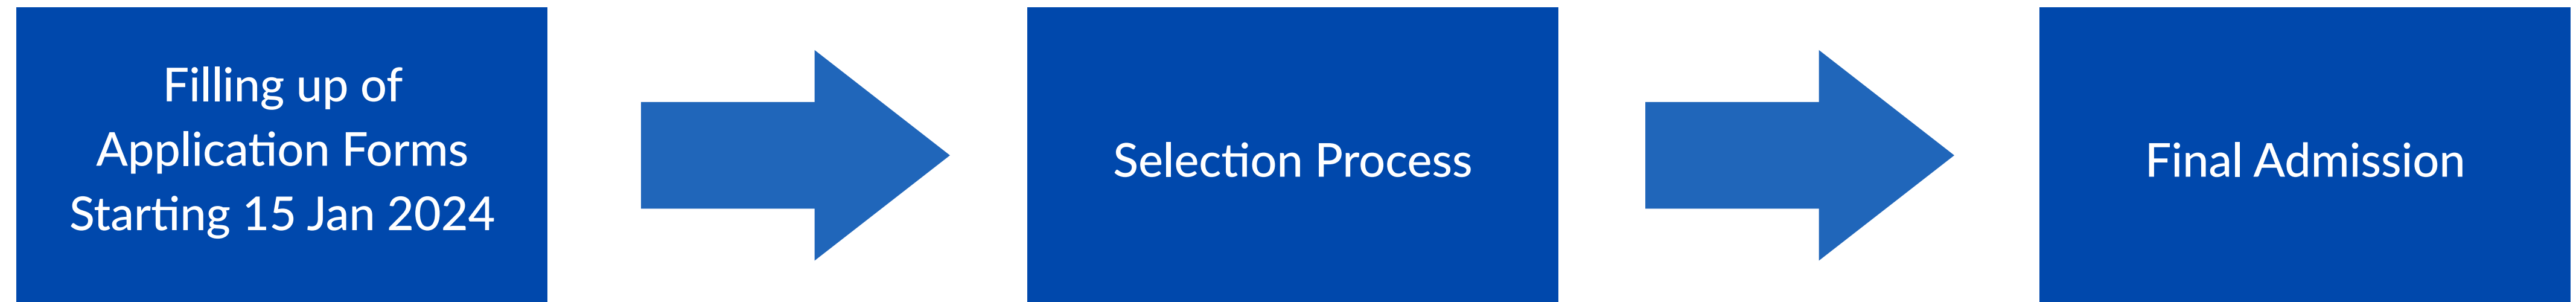 Filling up of
Application Forms
Starting 15 Jan 2024
Selection Process
Final Admission